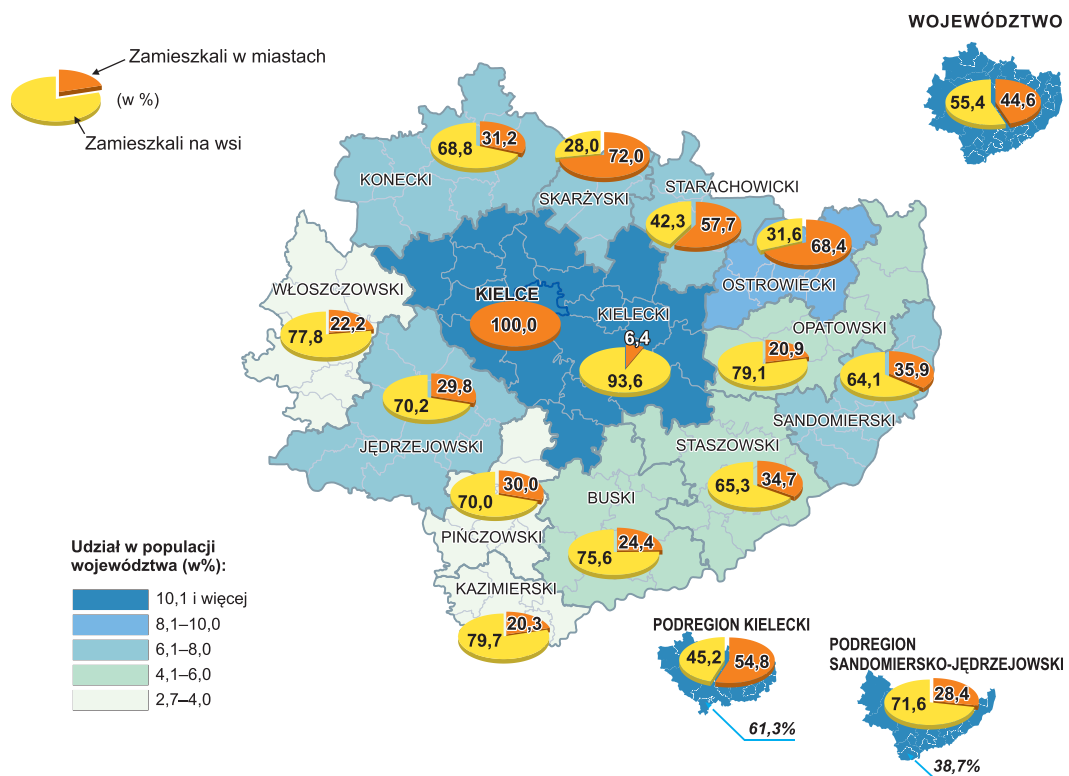 WOJEWÓDZTWO
55,4
44,6
Zamieszkali w miastach
(w %)
Zamieszkali na wsi
68,8
31,2
KONECKI
28,0
72,0
SKARŻYSKI
STARACHOWICKI
42,3
57,7
31,6
68,4
OSTROWIECKI
WŁOSZCZOWSKI
22,2
77,8
KIELCE
100,0
KIELECKI
6,4
93,6
OPATOWSKI
20,9
79,1
35,9
64,1
SANDOMIERSKI
29,8
70,2
JĘDRZEJOWSKI
STASZOWSKI
34,7
65,3
30,0
70,0
PIŃCZOWSKI
BUSKI
24,4
75,6
KAZIMIERSKI
20,3
79,7
Udział w populacji
województwa (w%):
10,1 i więcej
8,1–10,0
6,1–8,0
4,1–6,0
2,7–4,0
PODREGION KIELECKI
45,2
54,8
61,3%
PODREGION
SANDOMIERSKO-JĘDRZEJOWSKI
71,6
28,4
38,7%